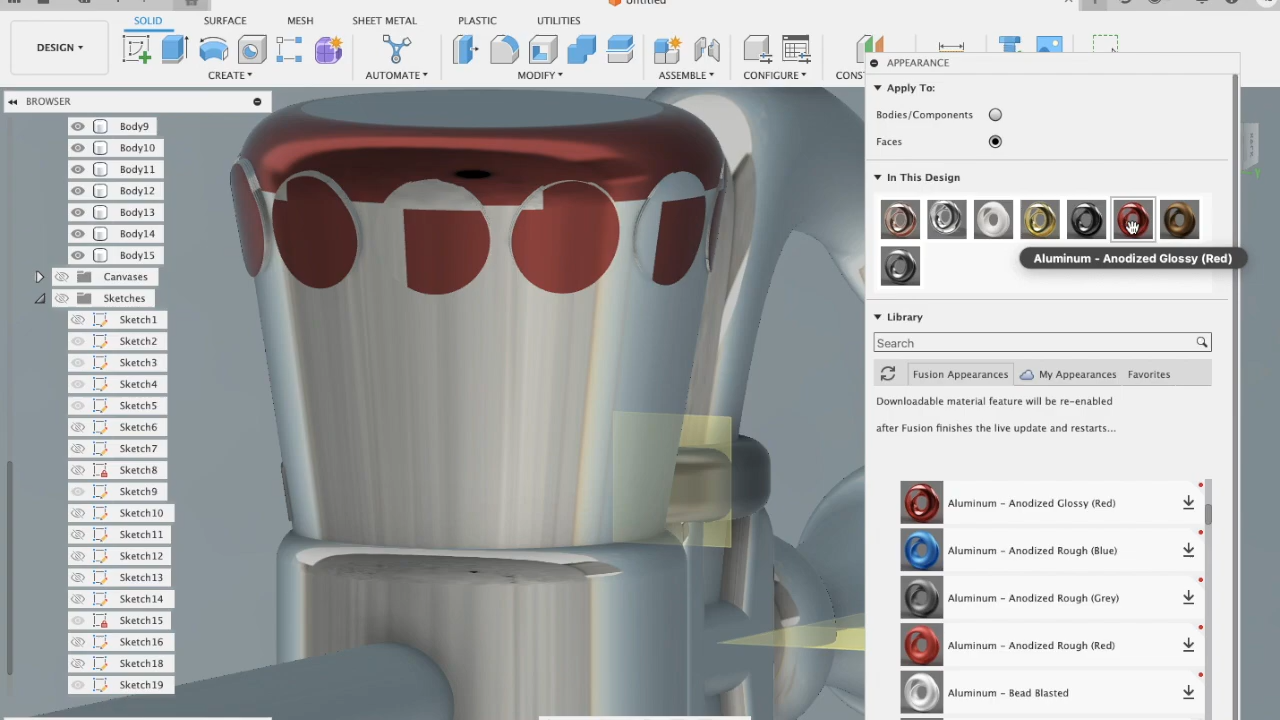 Untitled
SOLID SURFACE MESH SHEET METAL PLASTIC UTILITIES
DESIGN
CREATE AUTOMATE MODIFY ASSEMBLE CONFIGURE CONST
BROWSER
Body9
Body10
Body11
Body12
Body13
Body14
Body15
Canvases
Sketches
Sketch1
Sketch2
Sketch3
Sketch4
Sketch5
Sketch6
Sketch7
Sketch8
Sketch9
Sketch10
Sketch11
Sketch12
Sketch13
Sketch14
Sketch15
Sketch16
Sketch18
Sketch19
APPEARANCE
Apply To:
Bodies/Components
Faces
In This Design
Aluminum - Anodized Glossy (Red)
Library
Search
Fusion Appearances My Appearances Favorites
Downloadable material feature will be re-enabled
after Fusion finishes the live update and restarts...
Aluminum - Anodized Glossy (Red)
Aluminum - Anodized Rough (Blue)
Aluminum - Anodized Rough (Grey)
Aluminum - Anodized Rough (Red)
Aluminum - Bead Blasted